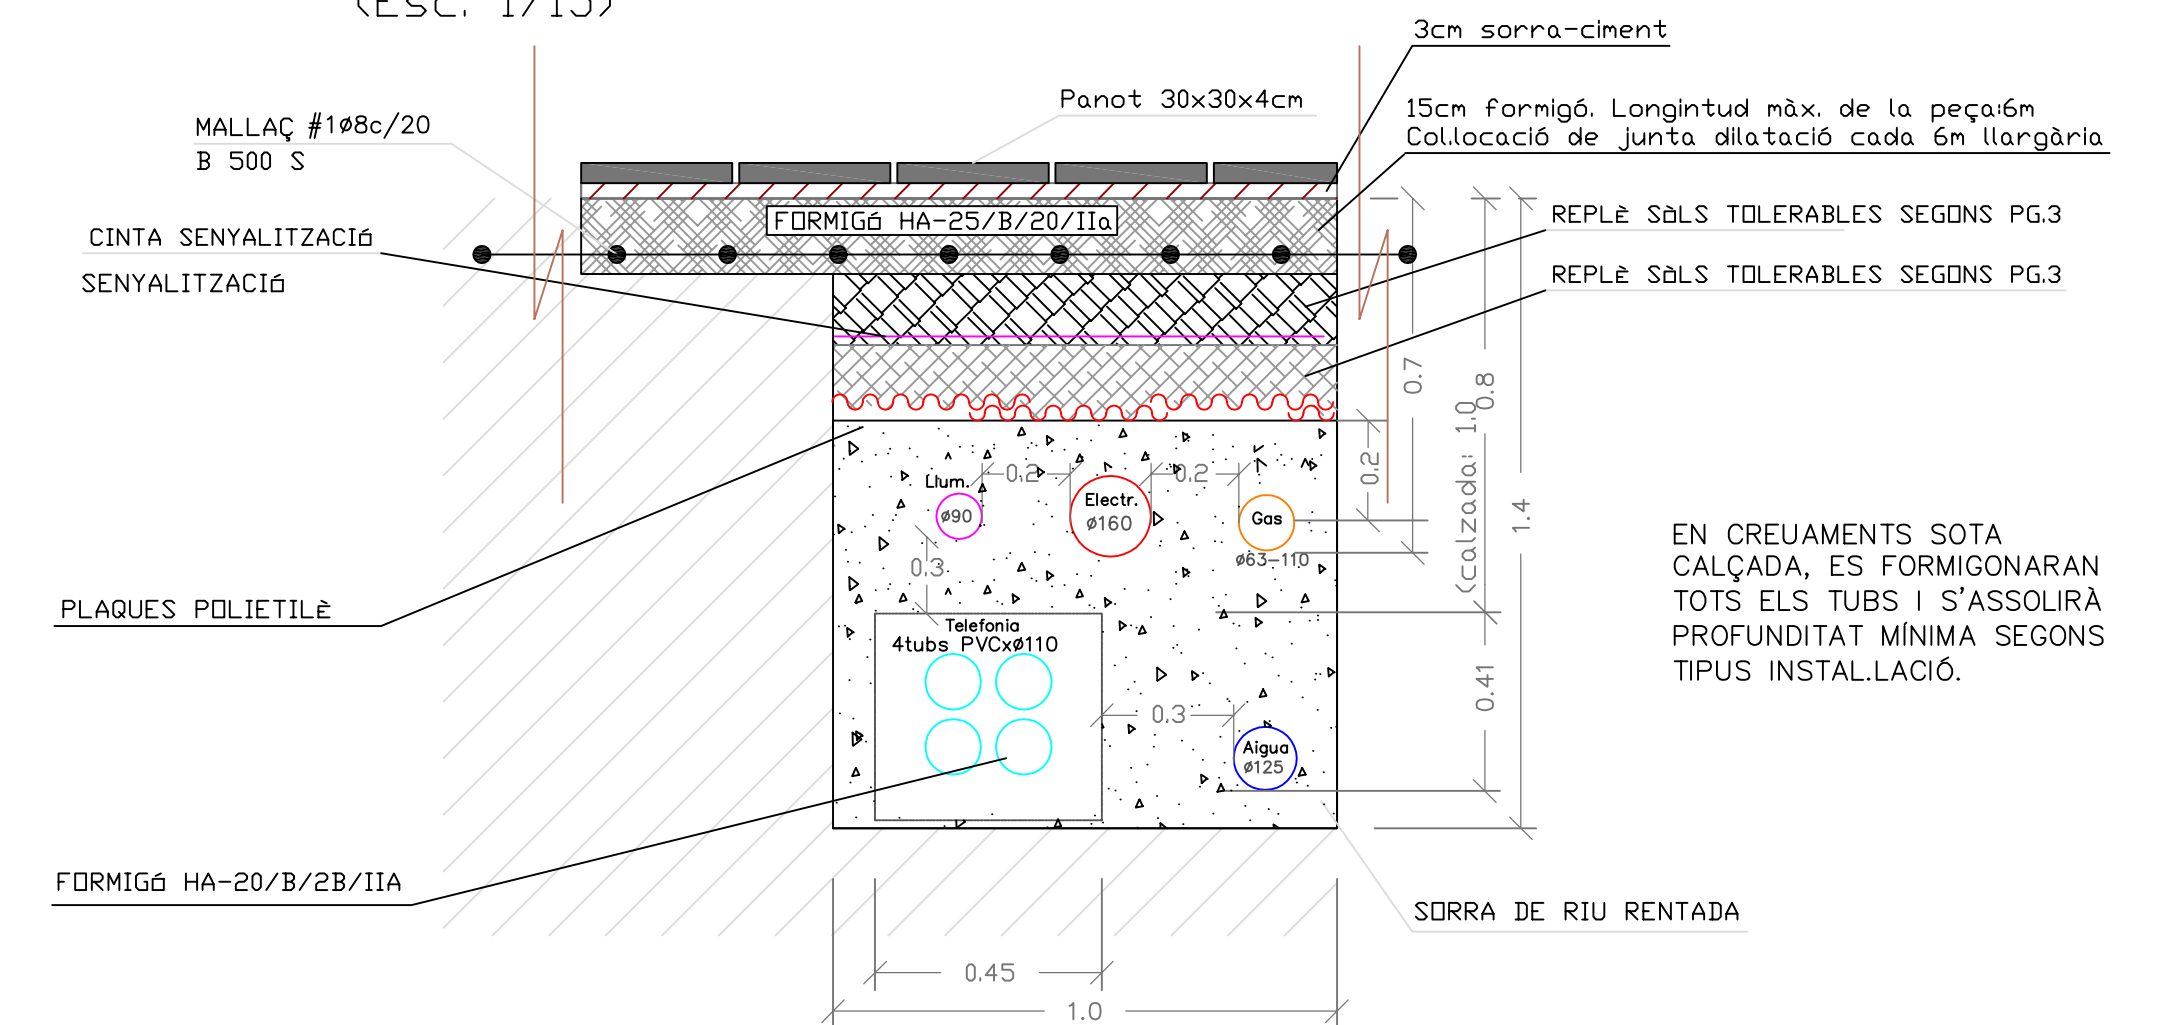 (Esc. 1/15)
3cm sorra-ciment
Panot 30x30x4cm
15cm formigó. Longintud màx. de la peça:6m
Col.locació de junta dilatació cada 6m llargària
MALLAÇ #1ø8c/20
B 500 S
FORMIGó HA-25/B/20/IIa
REPLè SòLS TOLERABLES SEGONS PG.3
CINTA SENYALITZACIó
SENYALITZACIó
REPLè SòLS TOLERABLES SEGONS PG.3
0.7
0.8
(calzada: 1.0
0.2
1.4
0.2
0.2
Llum.
ø90
Electr.
ø160
Gas
ø63-110
0.3
EN CREUAMENTS SOTA
CALÇADA, ES FORMIGONARAN
TOTS ELS TUBS I S'ASSOLIRÀ
PROFUNDITAT MÍNIMA SEGONS
TIPUS INSTAL.LACIÓ.
PLAQUES POLIETILè
Telefonia
4tubs PVCxø110
0.41
0.3
Aigua
ø125
FORMIGó HA-20/B/2B/IIA
SORRA DE RIU RENTADA
0.45
1.0